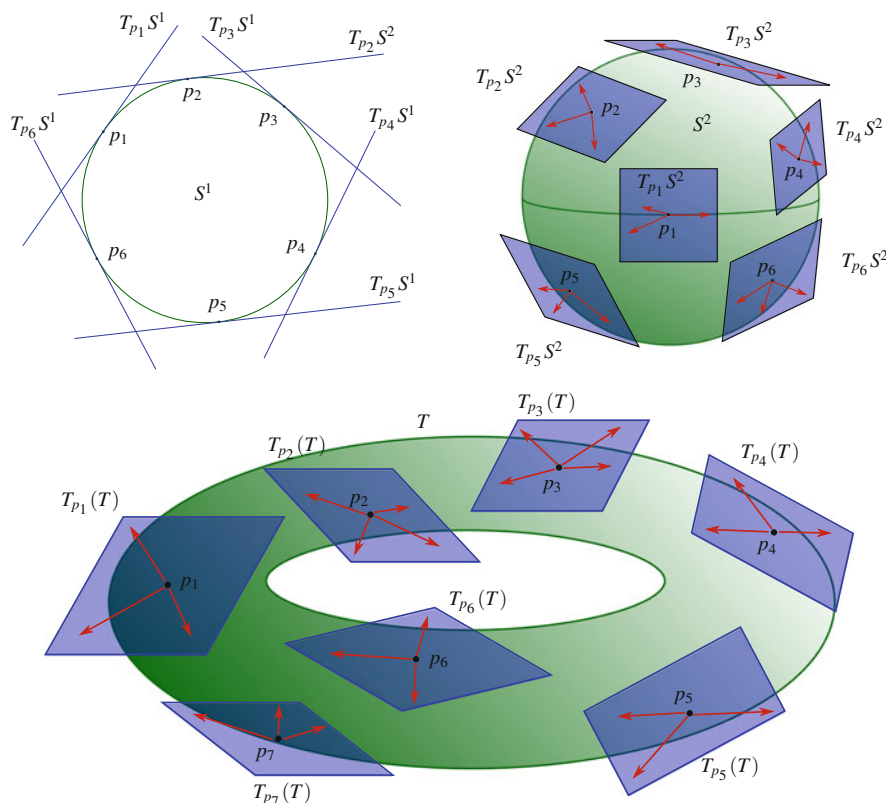 T_{p_1}S^1
T_{p_3}S^1
T_{p_2}S^2
p_2
p_3
T_{p_6}S^1
p_1
T_{p_4}S^1
S^1
p_6
p_4
T_{p_5}S^1
p_5
T_{p_3}S^2
p_3
T_{p_2}S^2
p_2
S^2
T_{p_4}S^2
p_4
T_{p_1}S^2
p_1
T_{p_6}S^2
p_5
p_6
T_{p_5}S^2
T_{p_3}(T)
T
T_{p_2}(T)
T_{p_4}(T)
p_3
T_{p_1}(T)
p_2
p_4
p_1
T_{p_6}(T)
p_6
p_5
p_7
T_{p_5}(T)
T_{p_7}(T)